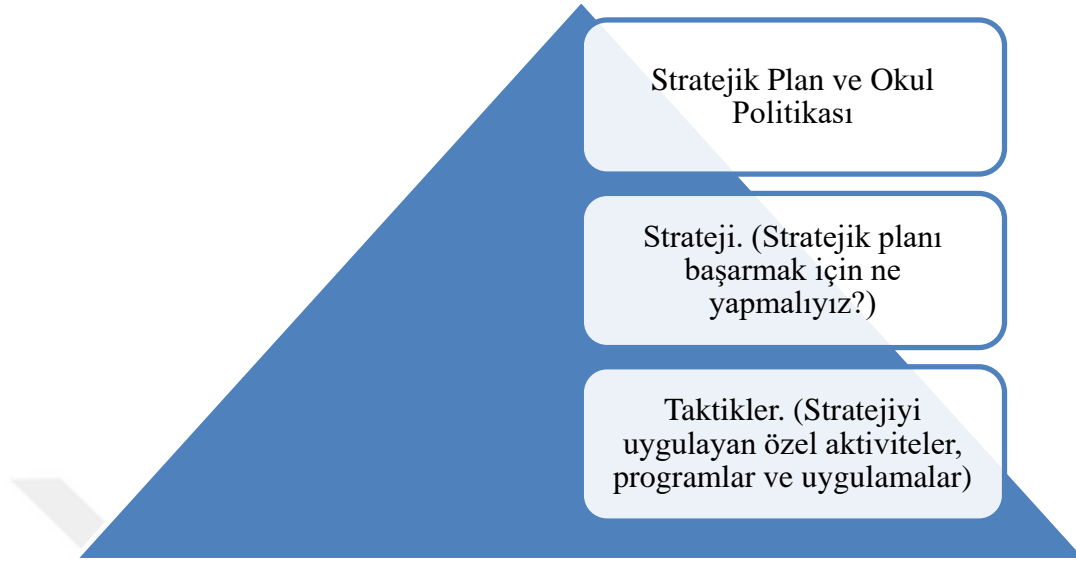 Stratejik Plan ve Okul
Politikası
Strateji. (Stratejik planı
başarmak için ne
yapmalıyız?)
Taktikler. (Stratejiyi
uygulayan özel aktiviteler,
programlar ve uygulamalar)